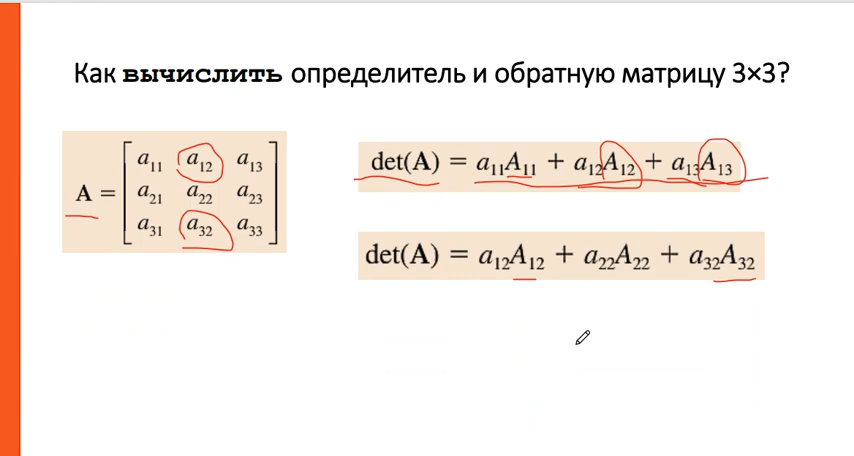 Как вычислить определитель и обратную матрицу 3×3?
A = [ a₁₁ a₁₂ a₁₃
a₂₁ a₂₂ a₂₃
a₃₁ a₃₂ a₃₃ ]
det(A) = a₁₁A₁₁ + a₁₂A₁₂ + a₁₃A₁₃
det(A) = a₁₂A₁₂ + a₂₂A₂₂ + a₃₂A₃₂